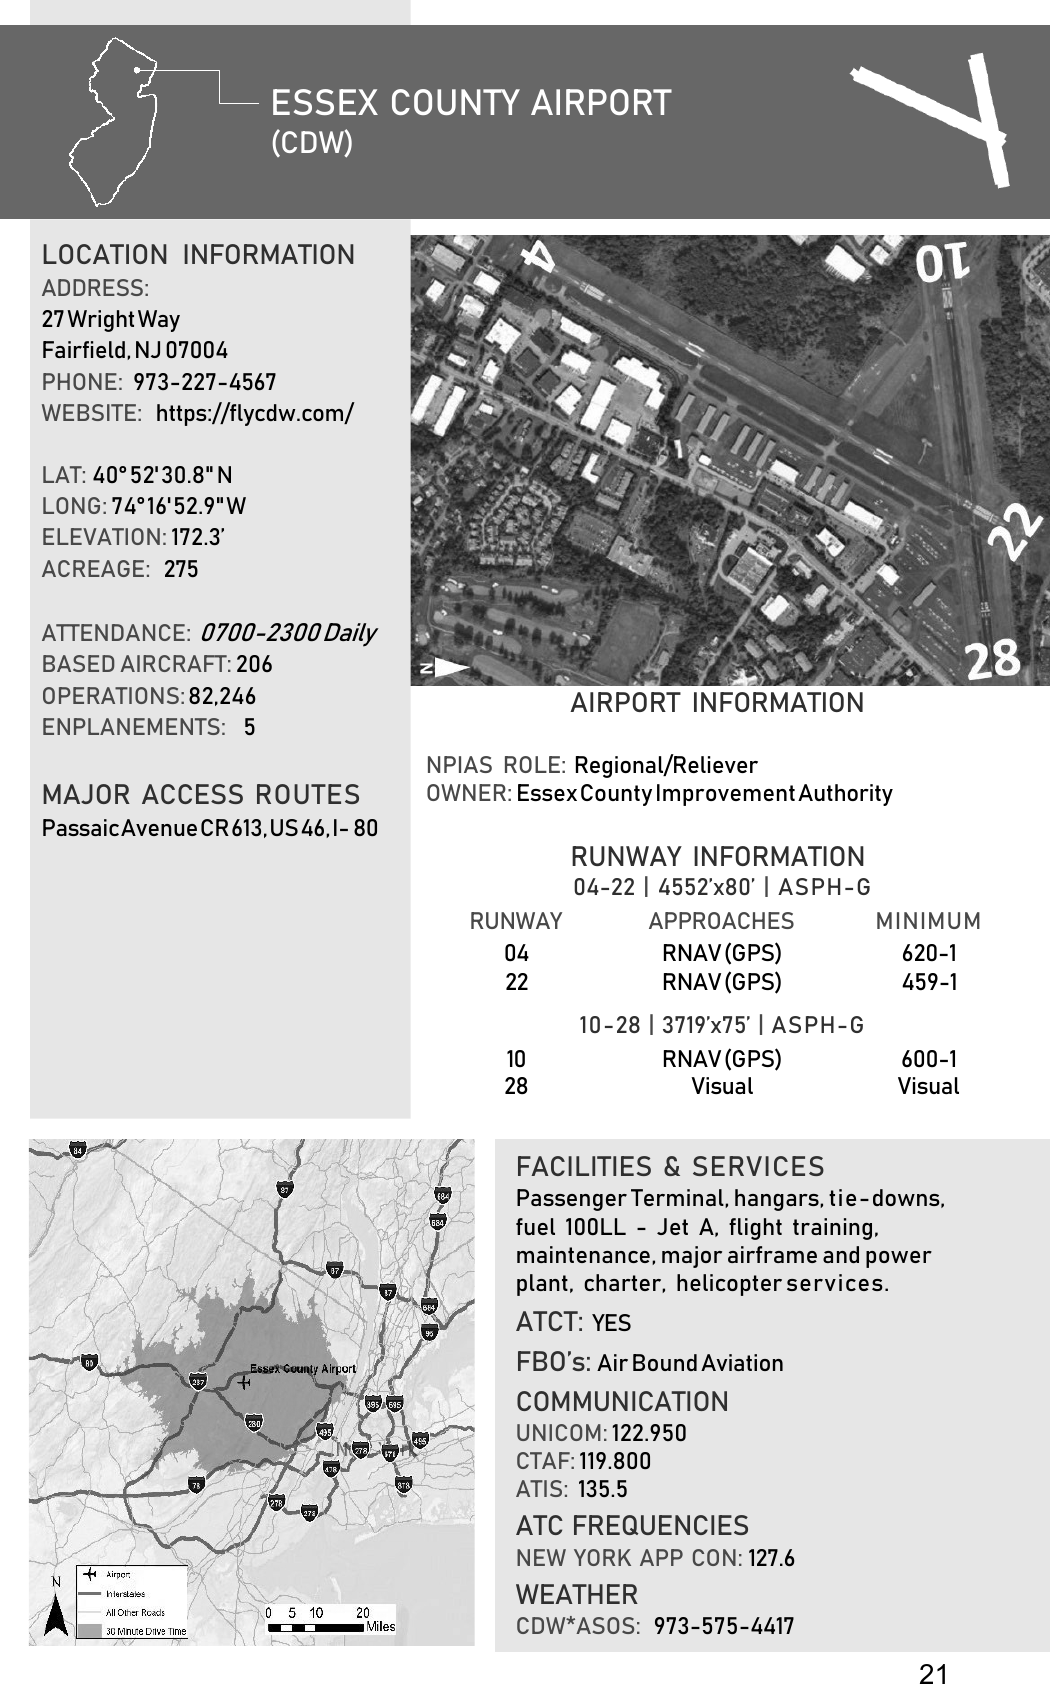 ESSEX COUNTY AIRPORT
(CDW)
LOCATION INFORMATION
ADDRESS:
27 Wright Way
Fairfield, NJ 07004
PHONE: 973-227-4567
WEBSITE: https://flycdw.com/
LAT: 40° 52' 30.8" N
LONG: 74°16' 52.9" W
ELEVATION: 172.3’
ACREAGE: 275
ATTENDANCE: 0700-2300 Daily
BASED AIRCRAFT: 206
OPERATIONS: 82,246
ENPLANEMENTS: 5
MAJOR ACCESS ROUTES
Passaic Avenue CR 613, US 46, I- 80
4
10
22
28
N
AIRPORT INFORMATION
NPIAS ROLE: Regional/Reliever
OWNER: Essex County Improvement Authority
RUNWAY INFORMATION
04-22 | 4552’x80’ | ASPH-G
RUNWAY APPROACHES MINIMUM
04 RNAV (GPS) 620-1
22 RNAV (GPS) 459-1
10-28 | 3719’x75’ | ASPH-G
10 RNAV (GPS) 600-1
28 Visual Visual
84
87
684
684
87
87
684
95
80
Essex County Airport
287
280
495
278
495
478
78
878
278
278
N
Airport
Interstates
All Other Roads
30 Minute Drive Time
0 5 10 20
Miles
FACILITIES & SERVICES
Passenger Terminal, hangars, tie-downs,
fuel 100LL - Jet A, flight training,
maintenance, major airframe and power
plant, charter, helicopter services.
ATCT: YES
FBO’s: Air Bound Aviation
COMMUNICATION
UNICOM: 122.950
CTAF: 119.800
ATIS: 135.5
ATC FREQUENCIES
NEW YORK APP CON: 127.6
WEATHER
CDW*ASOS: 973-575-4417
21